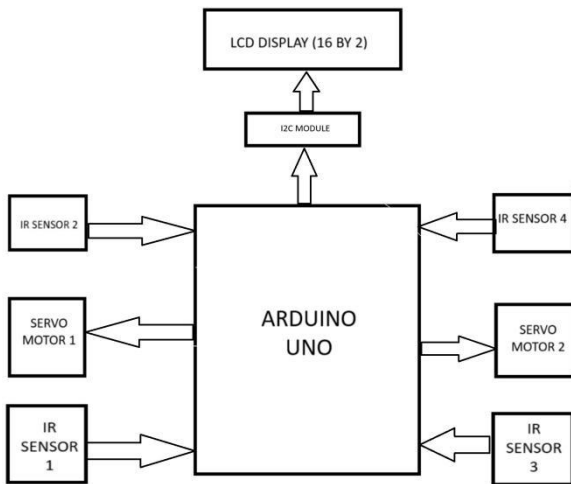 LCD DISPLAY (16 BY 2)
I2C MODULE
IR SENSOR 2
IR SENSOR 4
SERVO
MOTOR 1
ARDUINO
UNO
SERVO
MOTOR 2
IR
SENSOR
1
IR
SENSOR
3